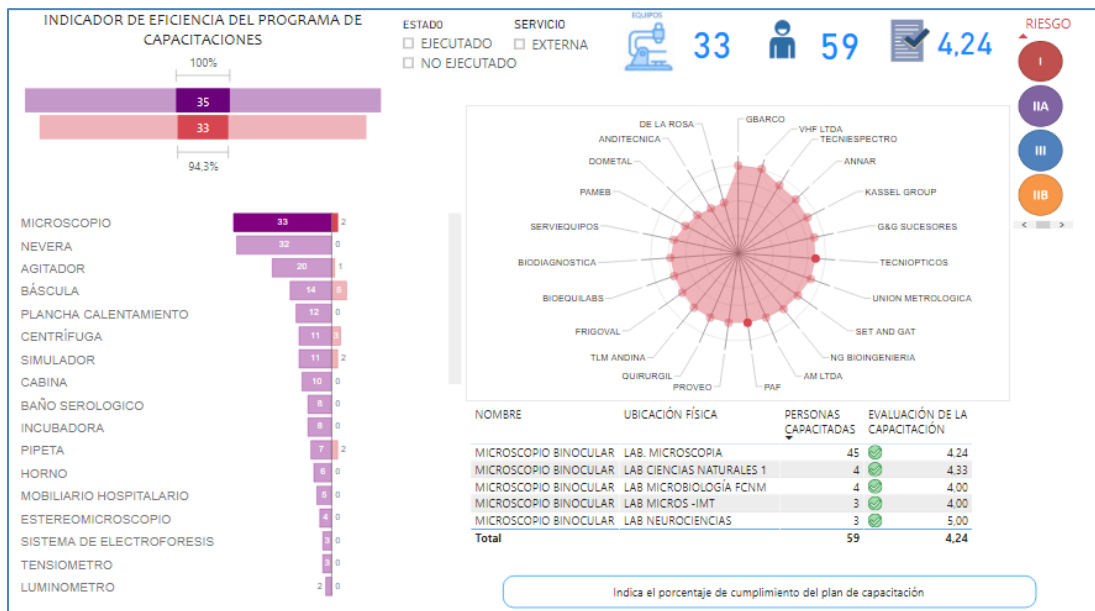 INDICADOR DE EFICIENCIA DEL PROGRAMA DE
CAPACITACIONES
100%
35
33
94,3%
ESTADO
EJECUTADO
NO EJECUTADO
SERVICIO
EXTERNA
EQUIPOS
33
59
4,24
RIESGO
I
IIA
III
IIB
MICROSCOPIO 33 2
NEVERA 32 0
AGITADOR 20 1
BÁSCULA 14 5
PLANCHA CALENTAMIENTO 12 0
CENTRÍFUGA 11 3
SIMULADOR 11 2
CABINA 10 0
BAÑO SEROLOGICO 8 0
INCUBADORA 8 0
PIPETA 7 2
HORNO 6 0
MOBILIARIO HOSPITALARIO 5 0
ESTEREOMICROSCOPIO 4 0
SISTEMA DE ELECTROFORESIS 3 0
TENSIOMETRO 3 0
LUMINOMETRO 2 0
GBARCO
VHF LTDA
TECNIESPECTRO
ANNAR
KASSEL GROUP
G&G SUCESORES
TECNIOPTICOS
UNION METROLOGICA
SET AND GAT
NG BIOINGENIERIA
AM LTDA
PAF
PROVEO
QUIRURGIL
TLM ANDINA
FRIGOVAL
BIOEQUILABS
BIODIAGNOSTICA
SERVIEQUIPOS
PAMEB
DOMETAL
ANDITECNICA
DE LA ROSA
NOMBRE UBICACIÓN FÍSICA PERSONAS CAPACITADAS EVALUACIÓN DE LA CAPACITACIÓN
MICROSCOPIO BINOCULAR LAB. MICROSCOPIA 45 4,24
MICROSCOPIO BINOCULAR LAB CIENCIAS NATURALES 1 4 4,33
MICROSCOPIO BINOCULAR LAB MICROBIOLOGÍA FCNM 4 4,00
MICROSCOPIO BINOCULAR LAB MICROS -IMT 3 4,00
MICROSCOPIO BINOCULAR LAB NEUROCIENCIAS 3 5,00
Total 59 4,24
Indica el porcentaje de cumplimiento del plan de capacitación